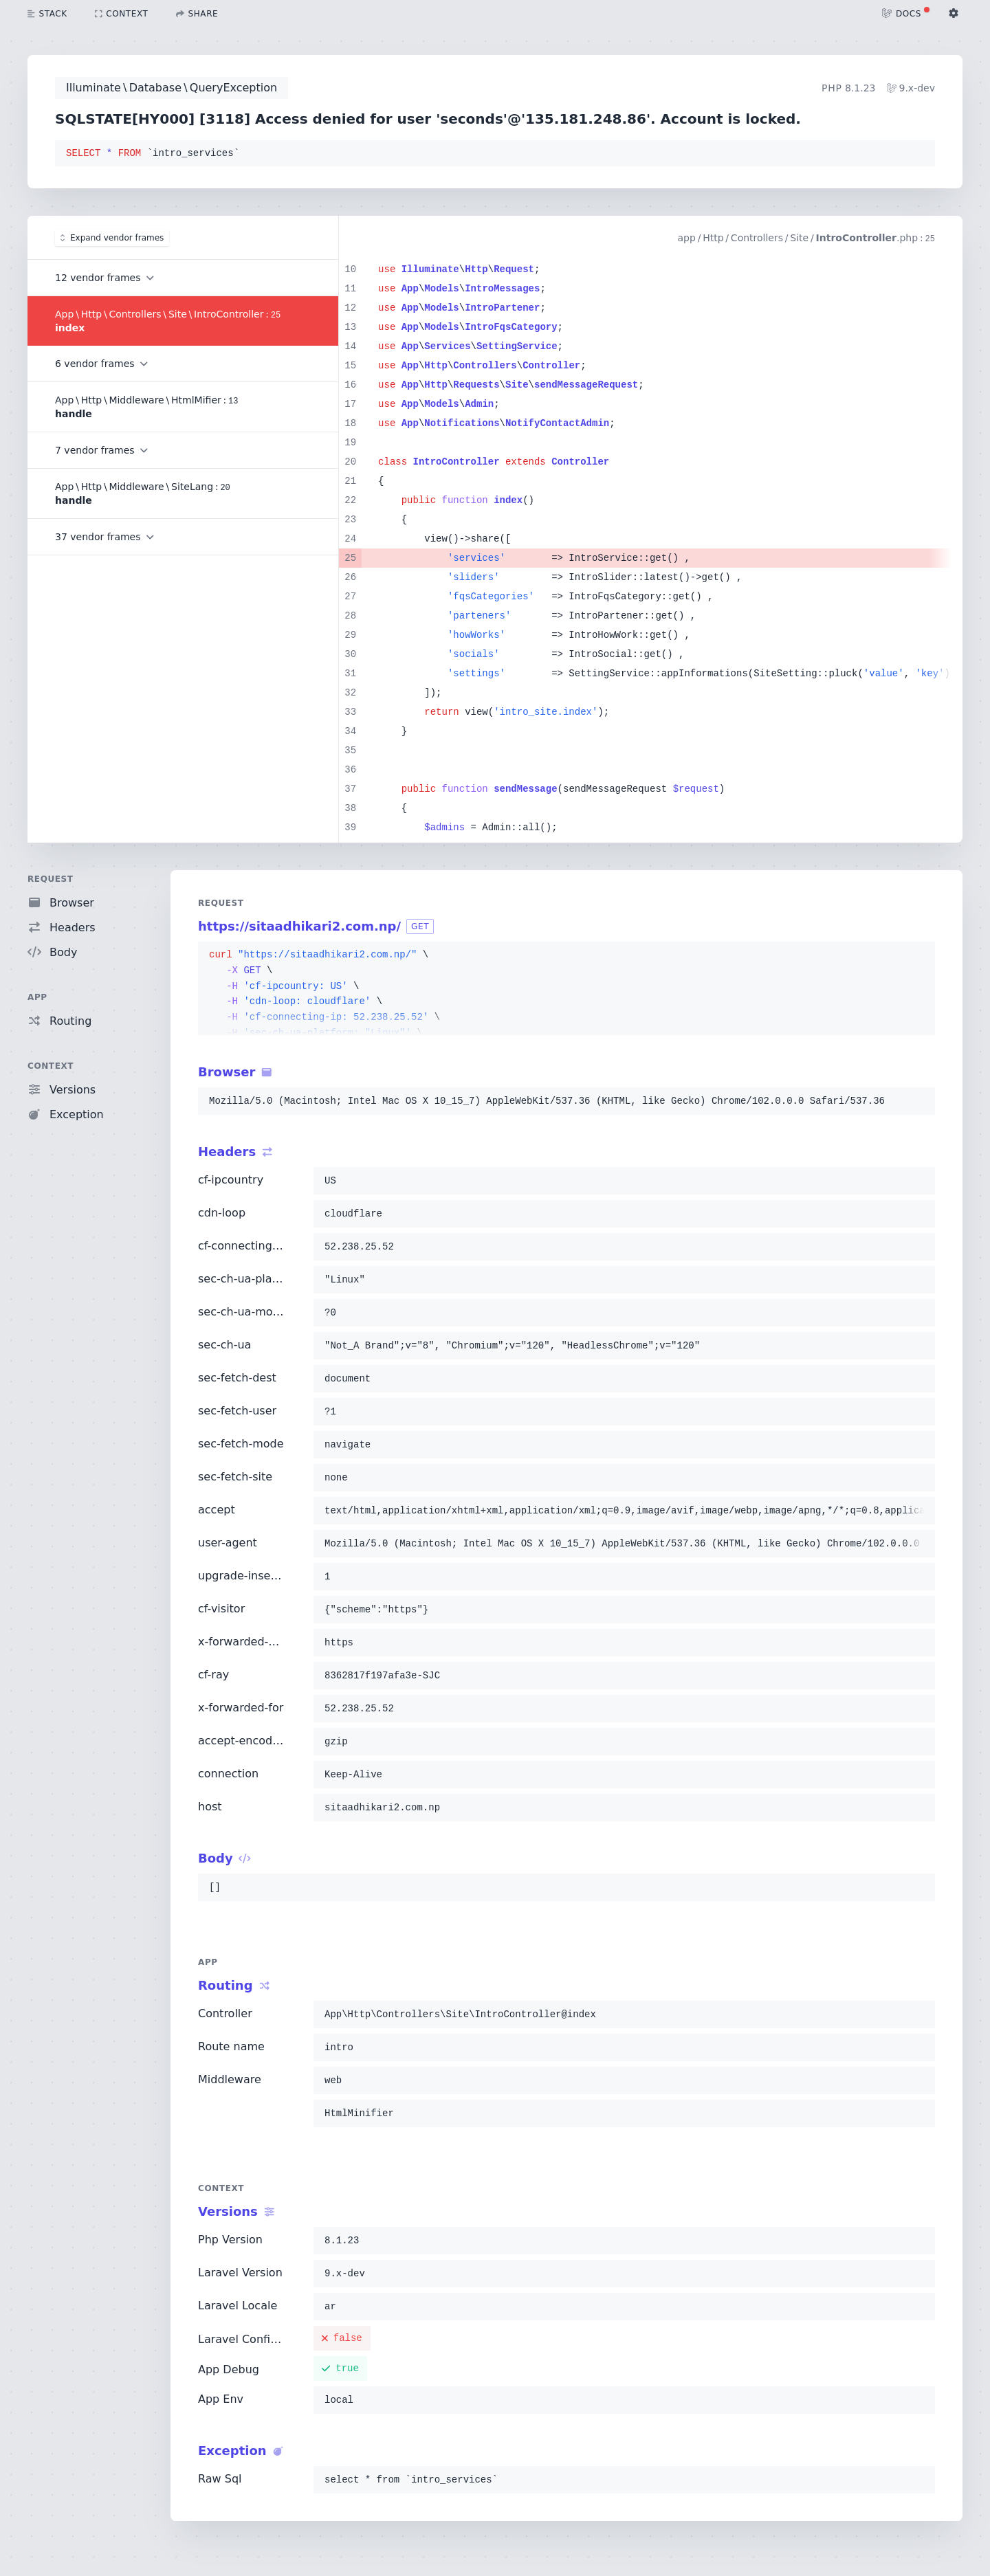 STACK CONTEXT SHARE DOCS
Illuminate\Database\QueryException
PHP 8.1.23 9.x-dev
SQLSTATE[HY000] [3118] Access denied for user 'seconds'@'135.181.248.86'. Account is locked.
SELECT * FROM `intro_services`
Expand vendor frames
12 vendor frames
App\Http\Controllers\Site\IntroController:25
index
6 vendor frames
App\Http\Middleware\HtmlMifier:13
handle
7 vendor frames
App\Http\Middleware\SiteLang:20
handle
37 vendor frames
app/Http/Controllers/Site/IntroController.php:25
10 use Illuminate\Http\Request;
11 use App\Models\IntroMessages;
12 use App\Models\IntroPartener;
13 use App\Models\IntroFqsCategory;
14 use App\Services\SettingService;
15 use App\Http\Controllers\Controller;
16 use App\Http\Requests\Site\sendMessageRequest;
17 use App\Models\Admin;
18 use App\Notifications\NotifyContactAdmin;
19
20 class IntroController extends Controller
21 {
22 public function index()
23 {
24 view()->share([
25 'services' => IntroService::get() ,
26 'sliders' => IntroSlider::latest()->get() ,
27 'fqsCategories' => IntroFqsCategory::get() ,
28 'parteners' => IntroPartener::get() ,
29 'howWorks' => IntroHowWork::get() ,
30 'socials' => IntroSocial::get() ,
31 'settings' => SettingService::appInformations(SiteSetting::pluck('value', 'key')
32 ]);
33 return view('intro_site.index');
34 }
35
36
37 public function sendMessage(sendMessageRequest $request)
38 {
39 $admins = Admin::all();
REQUEST
Browser
Headers
Body
APP
Routing
CONTEXT
Versions
Exception
REQUEST
https://sitaadhikari2.com.np/ GET
curl "https://sitaadhikari2.com.np/" \
-X GET \
-H 'cf-ipcountry: US' \
-H 'cdn-loop: cloudflare' \
-H 'cf-connecting-ip: 52.238.25.52' \
-H 'sec-ch-ua-platform: "Linux"' \
Browser
Mozilla/5.0 (Macintosh; Intel Mac OS X 10_15_7) AppleWebKit/537.36 (KHTML, like Gecko) Chrome/102.0.0.0 Safari/537.36
Headers
cf-ipcountry US
cdn-loop cloudflare
cf-connecting... 52.238.25.52
sec-ch-ua-pla... "Linux"
sec-ch-ua-mo... ?0
sec-ch-ua "Not_A Brand";v="8", "Chromium";v="120", "HeadlessChrome";v="120"
sec-fetch-dest document
sec-fetch-user ?1
sec-fetch-mode navigate
sec-fetch-site none
accept text/html,application/xhtml+xml,application/xml;q=0.9,image/avif,image/webp,image/apng,*/*;q=0.8,applic
user-agent Mozilla/5.0 (Macintosh; Intel Mac OS X 10_15_7) AppleWebKit/537.36 (KHTML, like Gecko) Chrome/102.0.0.0
upgrade-inse... 1
cf-visitor {"scheme":"https"}
x-forwarded-... https
cf-ray 8362817f197afa3e-SJC
x-forwarded-for 52.238.25.52
accept-encod... gzip
connection Keep-Alive
host sitaadhikari2.com.np
Body
[]
APP
Routing
Controller App\Http\Controllers\Site\IntroController@index
Route name intro
Middleware web
HtmlMinifier
CONTEXT
Versions
Php Version 8.1.23
Laravel Version 9.x-dev
Laravel Locale ar
Laravel Confi... false
App Debug true
App Env local
Exception
Raw Sql select * from `intro_services`